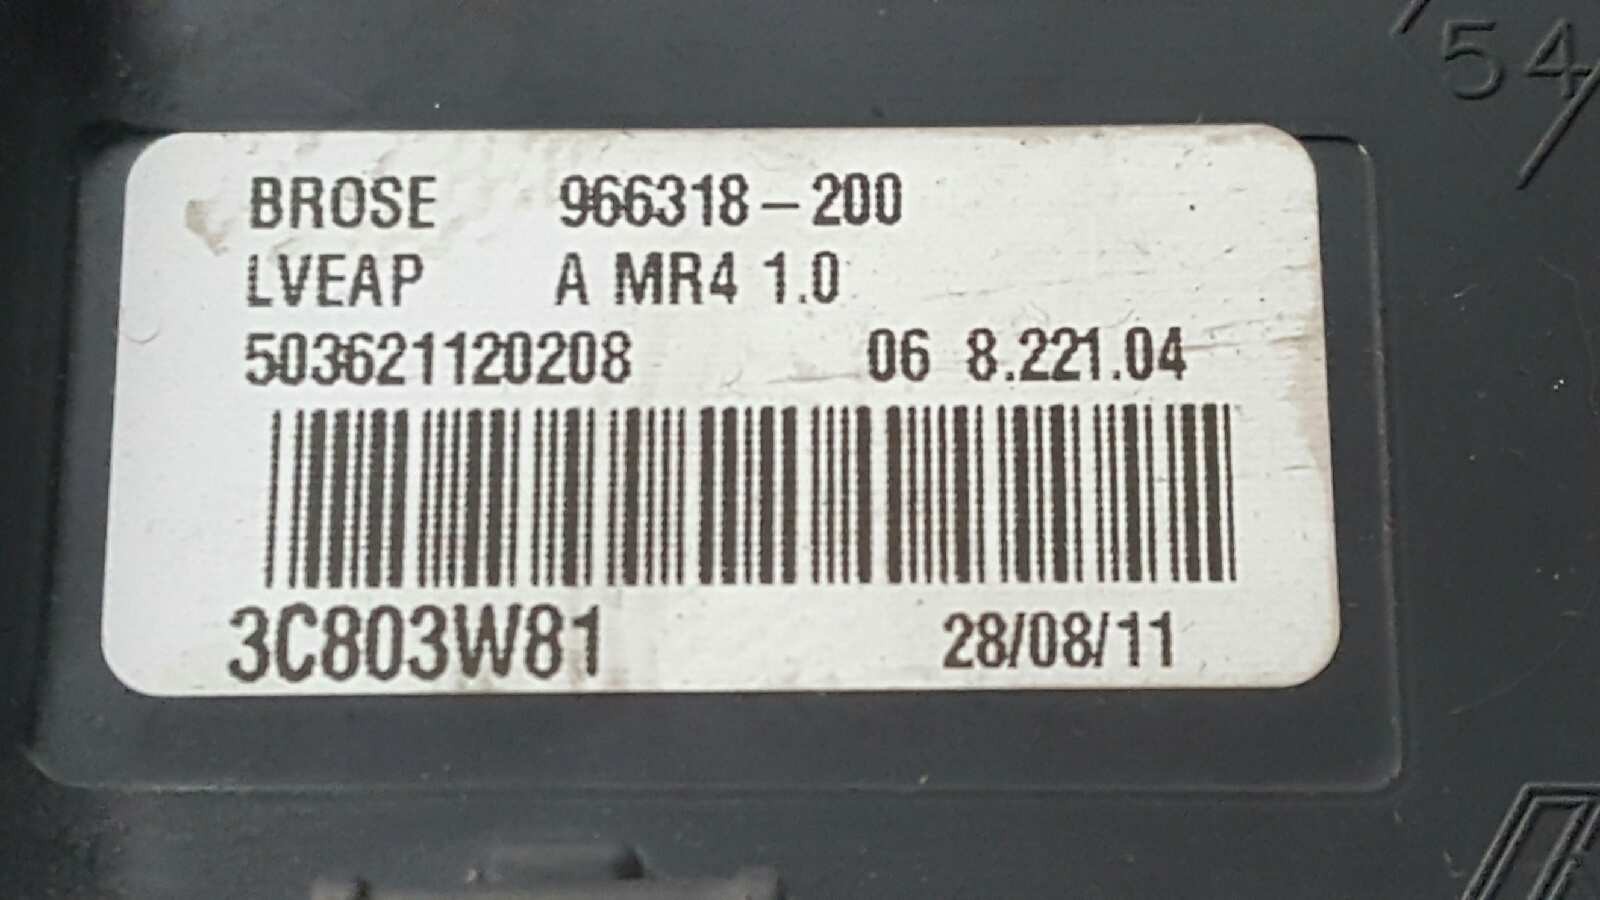 54
BROSE 966318-200
LVEAP A MR4 1.0
503621120208 06 8.221.04
3C803W81 28/08/11